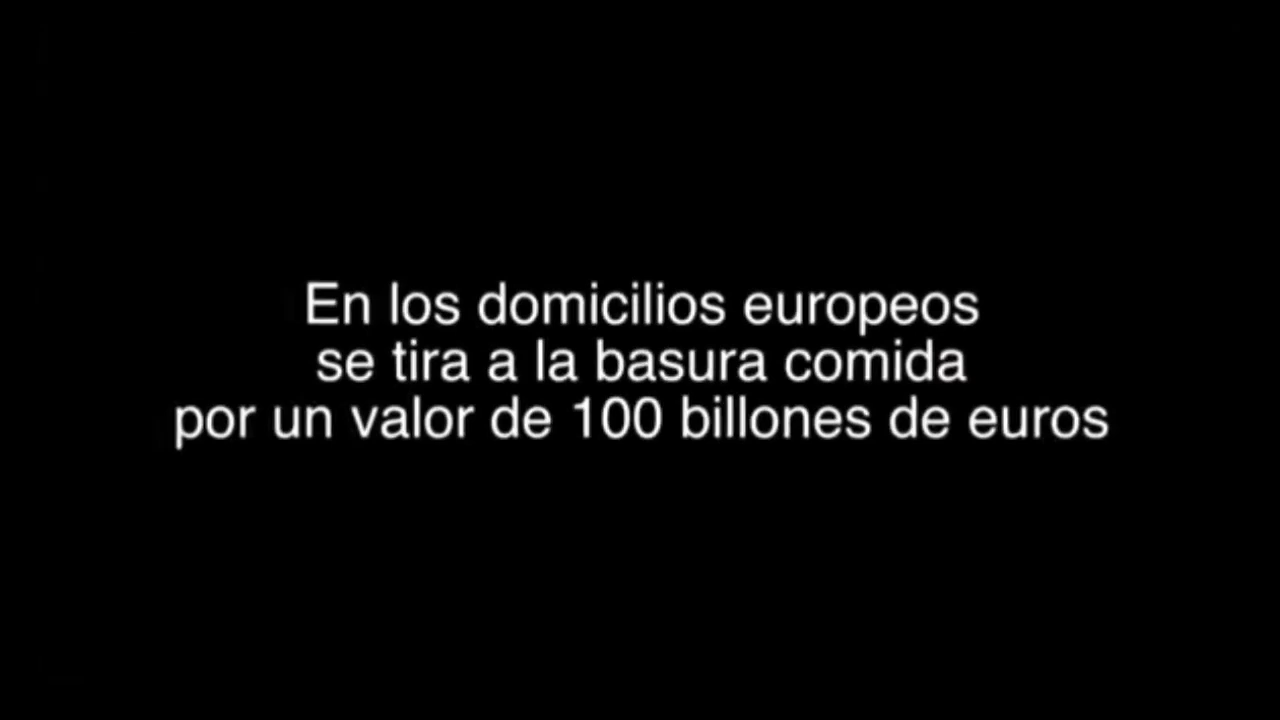 En los domicilios europeos
se tira a la basura comida
por un valor de 100 billones de euros